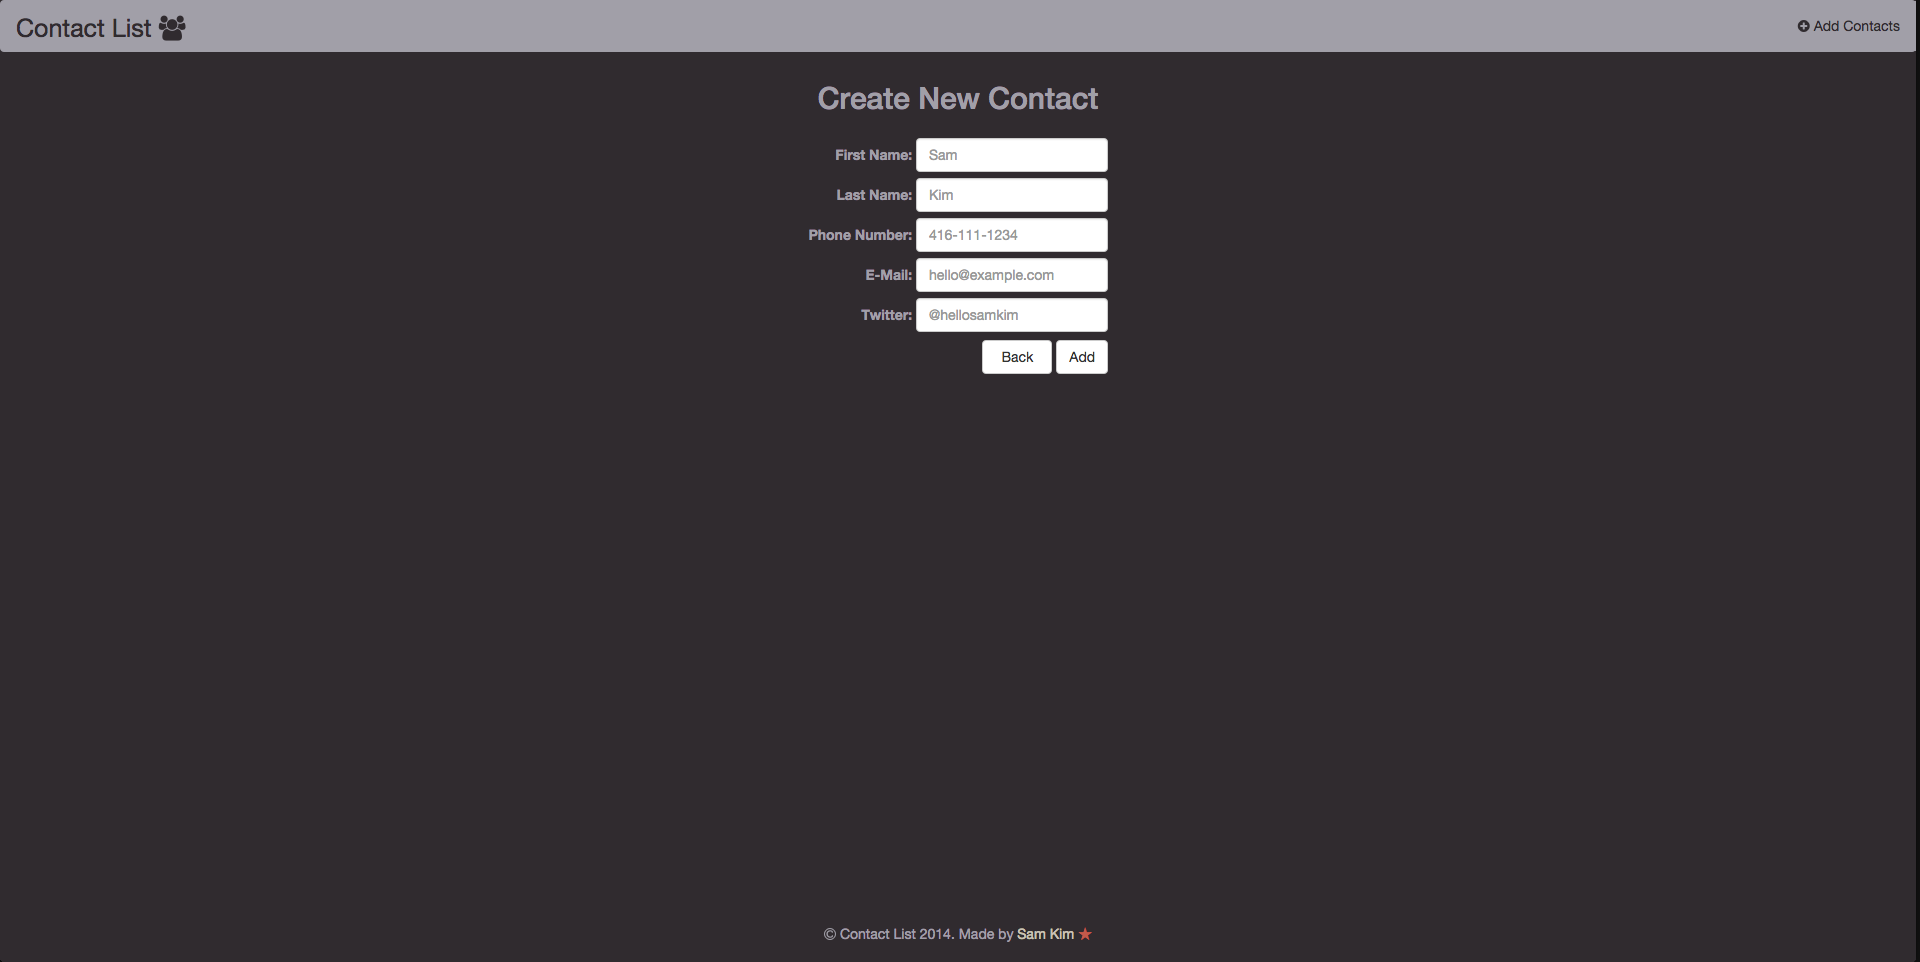 Contact List
Add Contacts
Create New Contact
First Name: Sam
Last Name: Kim
Phone Number: 416-111-1234
E-Mail: hello@example.com
Twitter: @hellosamkim
Back Add
© Contact List 2014. Made by Sam Kim ★